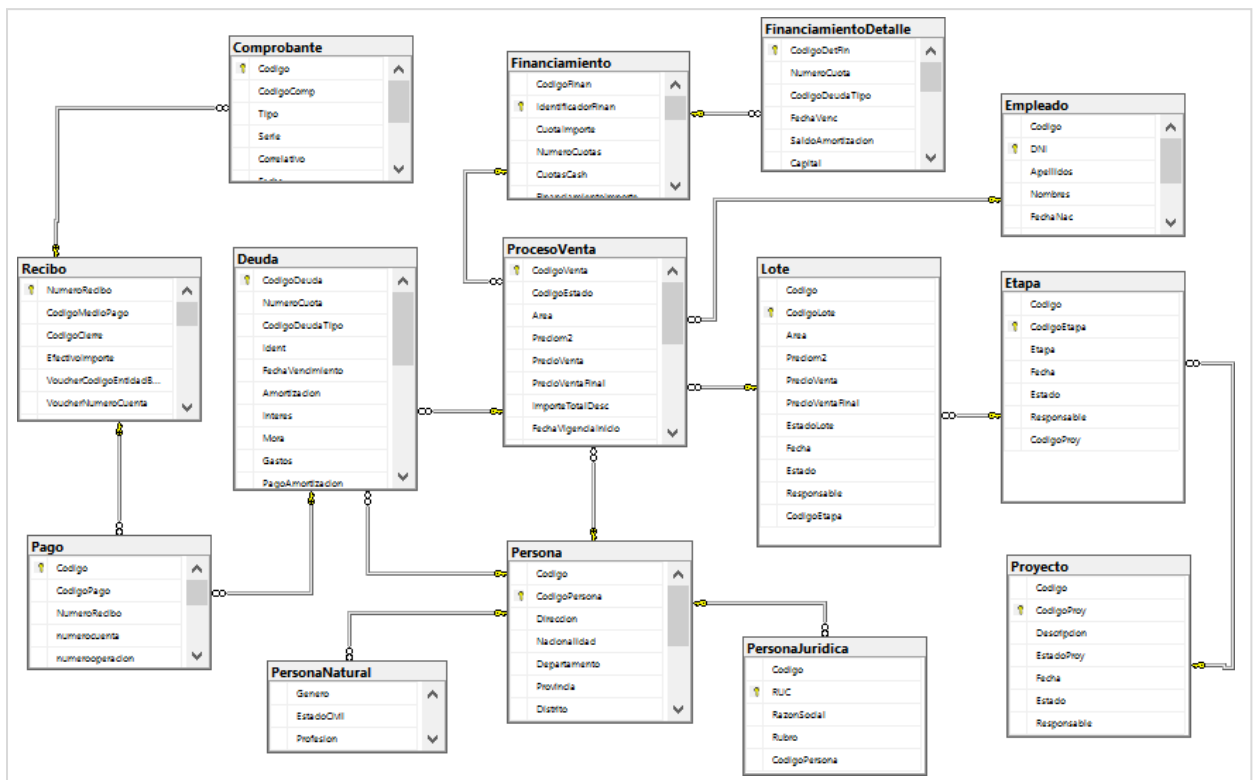 Comprobante
Codigo
CodigoComp
Tipo
Serie
Correlativo
Fecha
Financiamiento
CodigoFinan
IdentificadorFinan
CuotaImporte
NumeroCuotas
CuotasCash
FinanciamientoImporte
FinanciamientoDetalle
CodigoDetFin
NumeroCuota
CodigoDeudaTipo
FechaVenc
SaldoAmortizacion
Capital
Empleado
Codigo
DNI
Apellidos
Nombres
FechaNac
Recibo
NumeroRecibo
CodigoMedioPago
CodigoCierre
EfectivoImporte
VoucherCodigoEntidadB...
VoucherNumeroCuenta
Deuda
CodigoDeuda
NumeroCuota
CodigoDeudaTipo
Ident
FechaVencimiento
Amortizacion
Interes
Mora
Gastos
PagoAmortizacion
ProcesoVenta
CodigoVenta
CodigoEstado
Area
Preciom2
PrecioVenta
PrecioVentaFinal
ImporteTotalDesc
FechaVigenciaInicio
Lote
Codigo
CodigoLote
Area
Preciom2
PrecioVenta
PrecioVentaFinal
EstadoLote
Fecha
Estado
Responsable
CodigoEtapa
Etapa
Codigo
CodigoEtapa
Etapa
Fecha
Estado
Responsable
CodigoProy
Pago
Codigo
CodigoPago
NumeroRecibo
numerocuenta
numerooperacion
PersonaNatural
Genero
EstadoCivil
Profesion
Persona
Codigo
CodigoPersona
Direccion
Nacionalidad
Departamento
Provincia
Distrito
PersonaJuridica
Codigo
RUC
RazonSocial
Rubro
CodigoPersona
Proyecto
Codigo
CodigoProy
Descripcion
EstadoProy
Fecha
Estado
Responsable